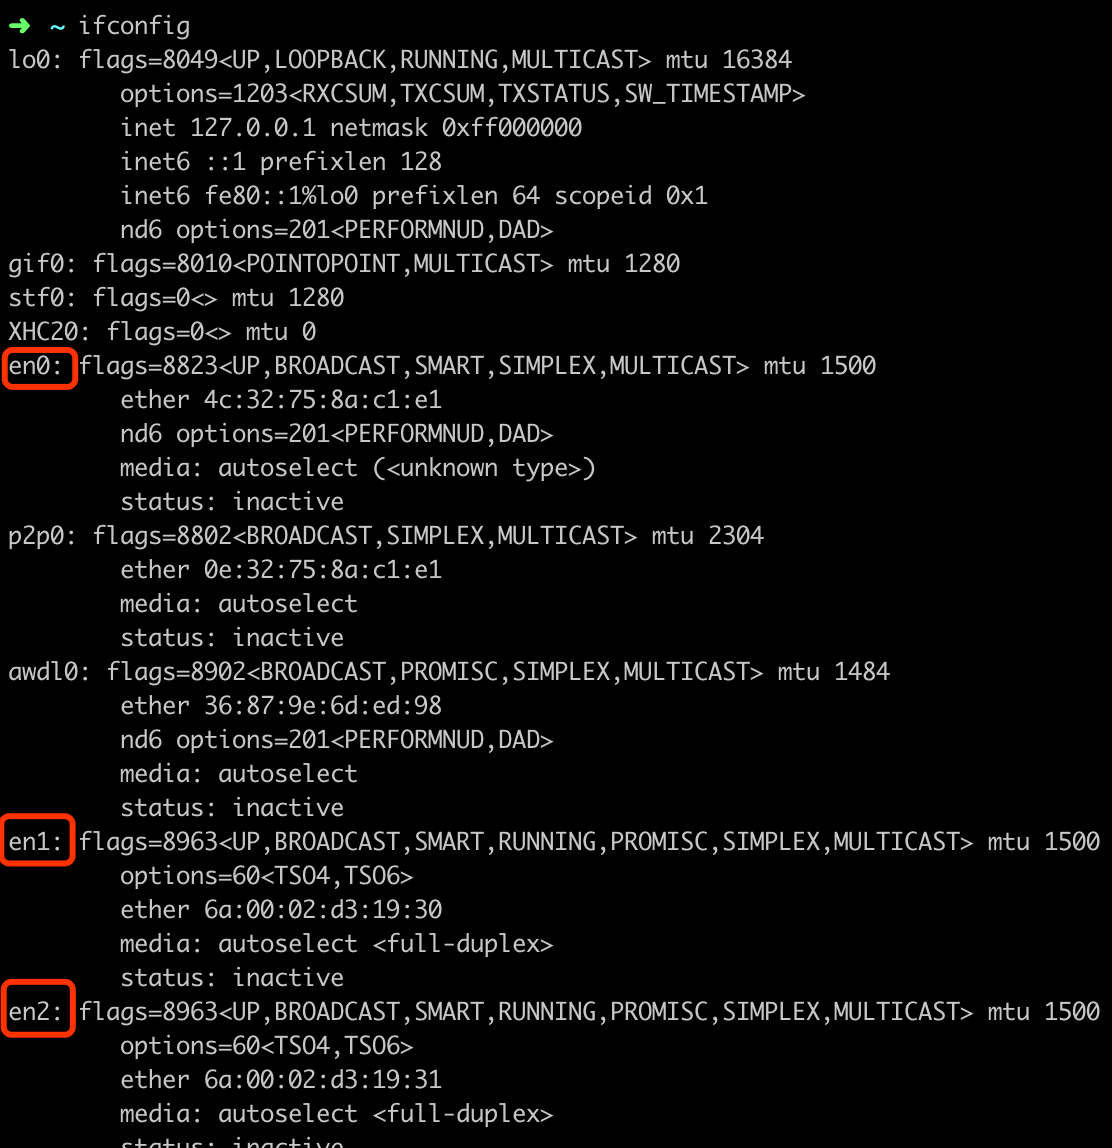 ➜ ~ ifconfig
lo0: flags=8049<UP,LOOPBACK,RUNNING,MULTICAST> mtu 16384
options=1203<RXCSUM,TXCSUM,TXSTATUS,SW_TIMESTAMP>
inet 127.0.0.1 netmask 0xff000000
inet6 ::1 prefixlen 128
inet6 fe80::1%lo0 prefixlen 64 scopeid 0x1
nd6 options=201<PERFORMNUD,DAD>
gif0: flags=8010<POINTOPOINT,MULTICAST> mtu 1280
stf0: flags=0<> mtu 1280
XHC20: flags=0<> mtu 0
en0: flags=8823<UP,BROADCAST,SMART,SIMPLEX,MULTICAST> mtu 1500
ether 4c:32:75:8a:c1:e1
nd6 options=201<PERFORMNUD,DAD>
media: autoselect (<unknown type>)
status: inactive
p2p0: flags=8802<BROADCAST,SIMPLEX,MULTICAST> mtu 2304
ether 0e:32:75:8a:c1:e1
media: autoselect
status: inactive
awdl0: flags=8902<BROADCAST,PROMISC,SIMPLEX,MULTICAST> mtu 1484
ether 36:87:9e:6d:ed:98
nd6 options=201<PERFORMNUD,DAD>
media: autoselect
status: inactive
en1: flags=8963<UP,BROADCAST,SMART,RUNNING,PROMISC,SIMPLEX,MULTICAST> mtu 1500
options=60<TSO4,TSO6>
ether 6a:00:02:d3:19:30
media: autoselect <full-duplex>
status: inactive
en2: flags=8963<UP,BROADCAST,SMART,RUNNING,PROMISC,SIMPLEX,MULTICAST> mtu 1500
options=60<TSO4,TSO6>
ether 6a:00:02:d3:19:31
media: autoselect <full-duplex>
status: inactive